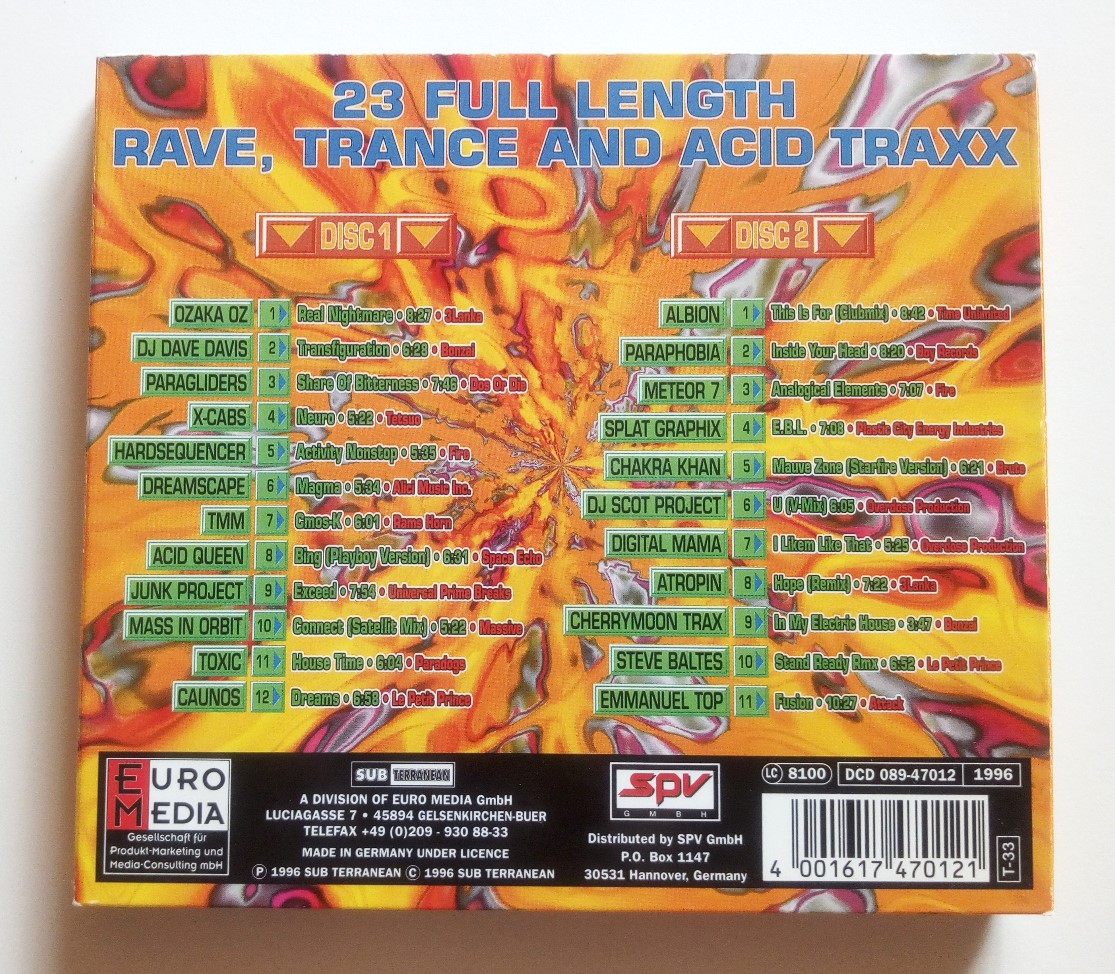 23 FULL LENGTH
RAVE, TRANCE AND ACID TRAXX
DISC 1
OZAKA OZ 1 Real Nightmare • 8:27 • 3Lanka
DJ DAVE DAVIS 2 Transfiguration • 6:28 • Bonzai
PARAGLIDERS 3 Share Of Bitterness • 7:46 • Dos Or Die
X-CABS 4 Neuro • 5:22 • Tetsuo
HARDSEQUENCER 5 Activity Nonstop • 5:35 • Fire
DREAMSCAPE 6 Magma • 5:34 • Alici Music Inc.
TMM 7 Cmos-K • 6:01 • Rams Horn
ACID QUEEN 8 Bing (Playboy Version) • 6:31 • Space Echo
JUNK PROJECT 9 Exceed • 7:54 • Universal Prime Breaks
MASS IN ORBIT 10 Connect (Satellit Mix) • 5:22 • Massive
TOXIC 11 House Time • 6:04 • Paradogs
CAUNOS 12 Dreams • 6:58 • Le Petit Prince
DISC 2
ALBION 1 This Is For (Clubmix) • 8:42 • Time Unlimited
PARAPHOBIA 2 Inside Your Head • 8:20 • Boy Records
METEOR 7 3 Analogical Elements • 7:07 • Fire
SPLAT GRAPHIX 4 E.B.L. • 7:08 • Plastic City Energy Industries
CHAKRA KHAN 5 Mauve Zone (Starfire Version) • 6:21 • Brute
DJ SCOT PROJECT 6 U (V-Mix) 6:05 • Overdose Production
DIGITAL MAMA 7 I Likem Like That • 5:25 • Overdees Production
ATROPIN 8 Hope (Remix) • 7:22 • 3Lanka
CHERRYMOON TRAX 9 In My Electric House • 3:47 • Bonzai
STEVE BALTES 10 Stand Ready Rmx • 6:52 • Le Petit Prince
EMMANUEL TOP 11 Fusion • 10:27 • Attack
EURO
MEDIA
Gesellschaft für
Produkt-Marketing und
Media-Consulting mbH
SUB TERRANEAN
A DIVISION OF EURO MEDIA GmbH
LUCIAGASSE 7 • 45894 GELSENKIRCHEN-BUER
TELEFAX +49 (0)209 - 930 88-33
MADE IN GERMANY UNDER LICENCE
Ⓟ 1996 SUB TERRANEAN Ⓒ 1996 SUB TERRANEAN
SPV
GMBH
Distributed by SPV GmbH
P.O. Box 1147
30531 Hannover, Germany
LC 8100 DCD 089-47012 1996
4 001617 470121
T-33